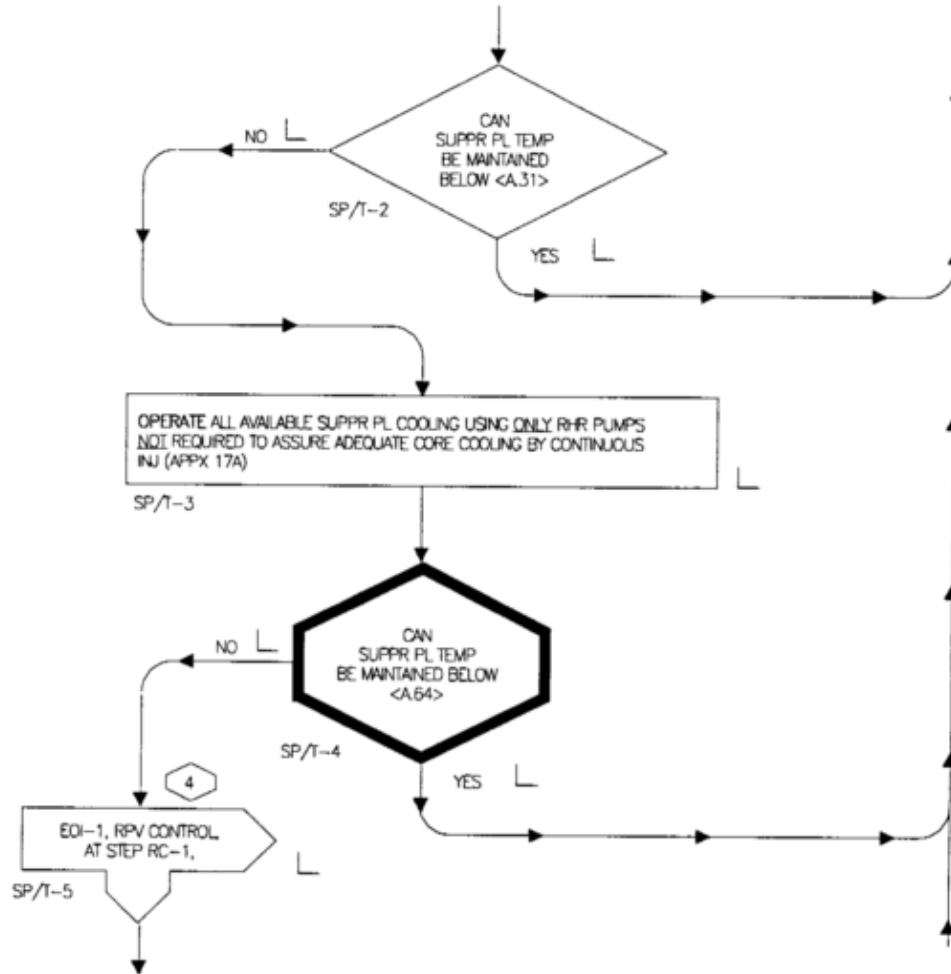 CAN
SUPPR PL TEMP
BE MAINTAINED
BELOW <A.31>
NO
SP/T-2
YES
OPERATE ALL AVAILABLE SUPPR PL COOLING USING ONLY RHR PUMPS
NOT REQUIRED TO ASSURE ADEQUATE CORE COOLING BY CONTINUOUS
INJ (APPX 17A)
SP/T-3
CAN
SUPPR PL TEMP
BE MAINTAINED BELOW
<A.64>
NO
SP/T-4
YES
4
EOI-1, RPV CONTROL
AT STEP RC-1,
SP/T-5